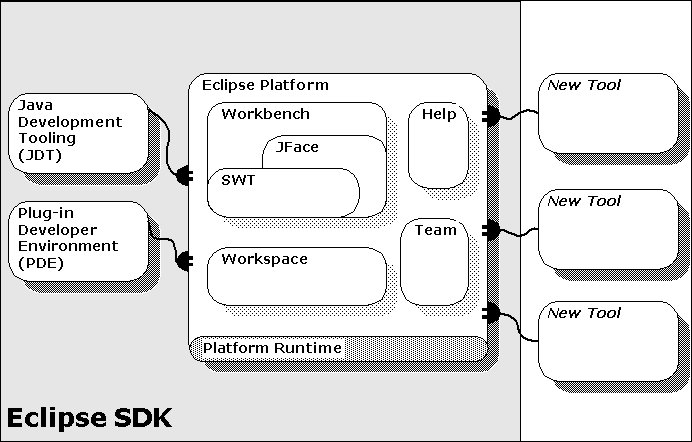 Eclipse Platform
Java
Development
Tooling
(JDT)
Plug-in
Developer
Environment
(PDE)
Workbench
JFace
SWT
Workspace
Help
Team
Platform Runtime
New Tool
New Tool
New Tool
Eclipse SDK